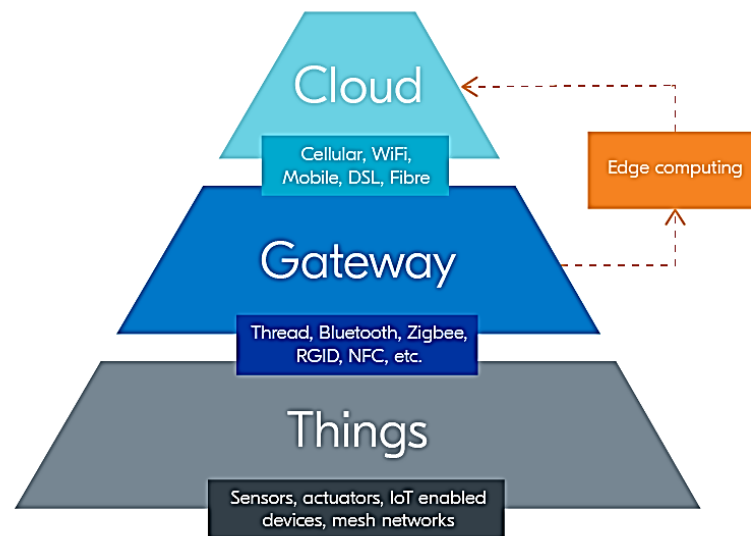 Cloud
Cellular, WiFi,
Mobile, DSL, Fibre
Edge computing
Gateway
Thread, Bluetooth, Zigbee,
RGID, NFC, etc.
Things
Sensors, actuators, IoT enabled
devices, mesh networks